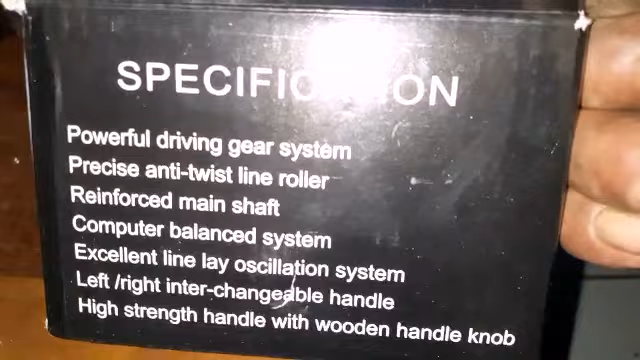 SPECIFICATION
Powerful driving gear system
Precise anti-twist line roller
Reinforced main shaft
Computer balanced system
Excellent line lay oscillation system
Left /right inter-changeable handle
High strength handle with wooden handle knob